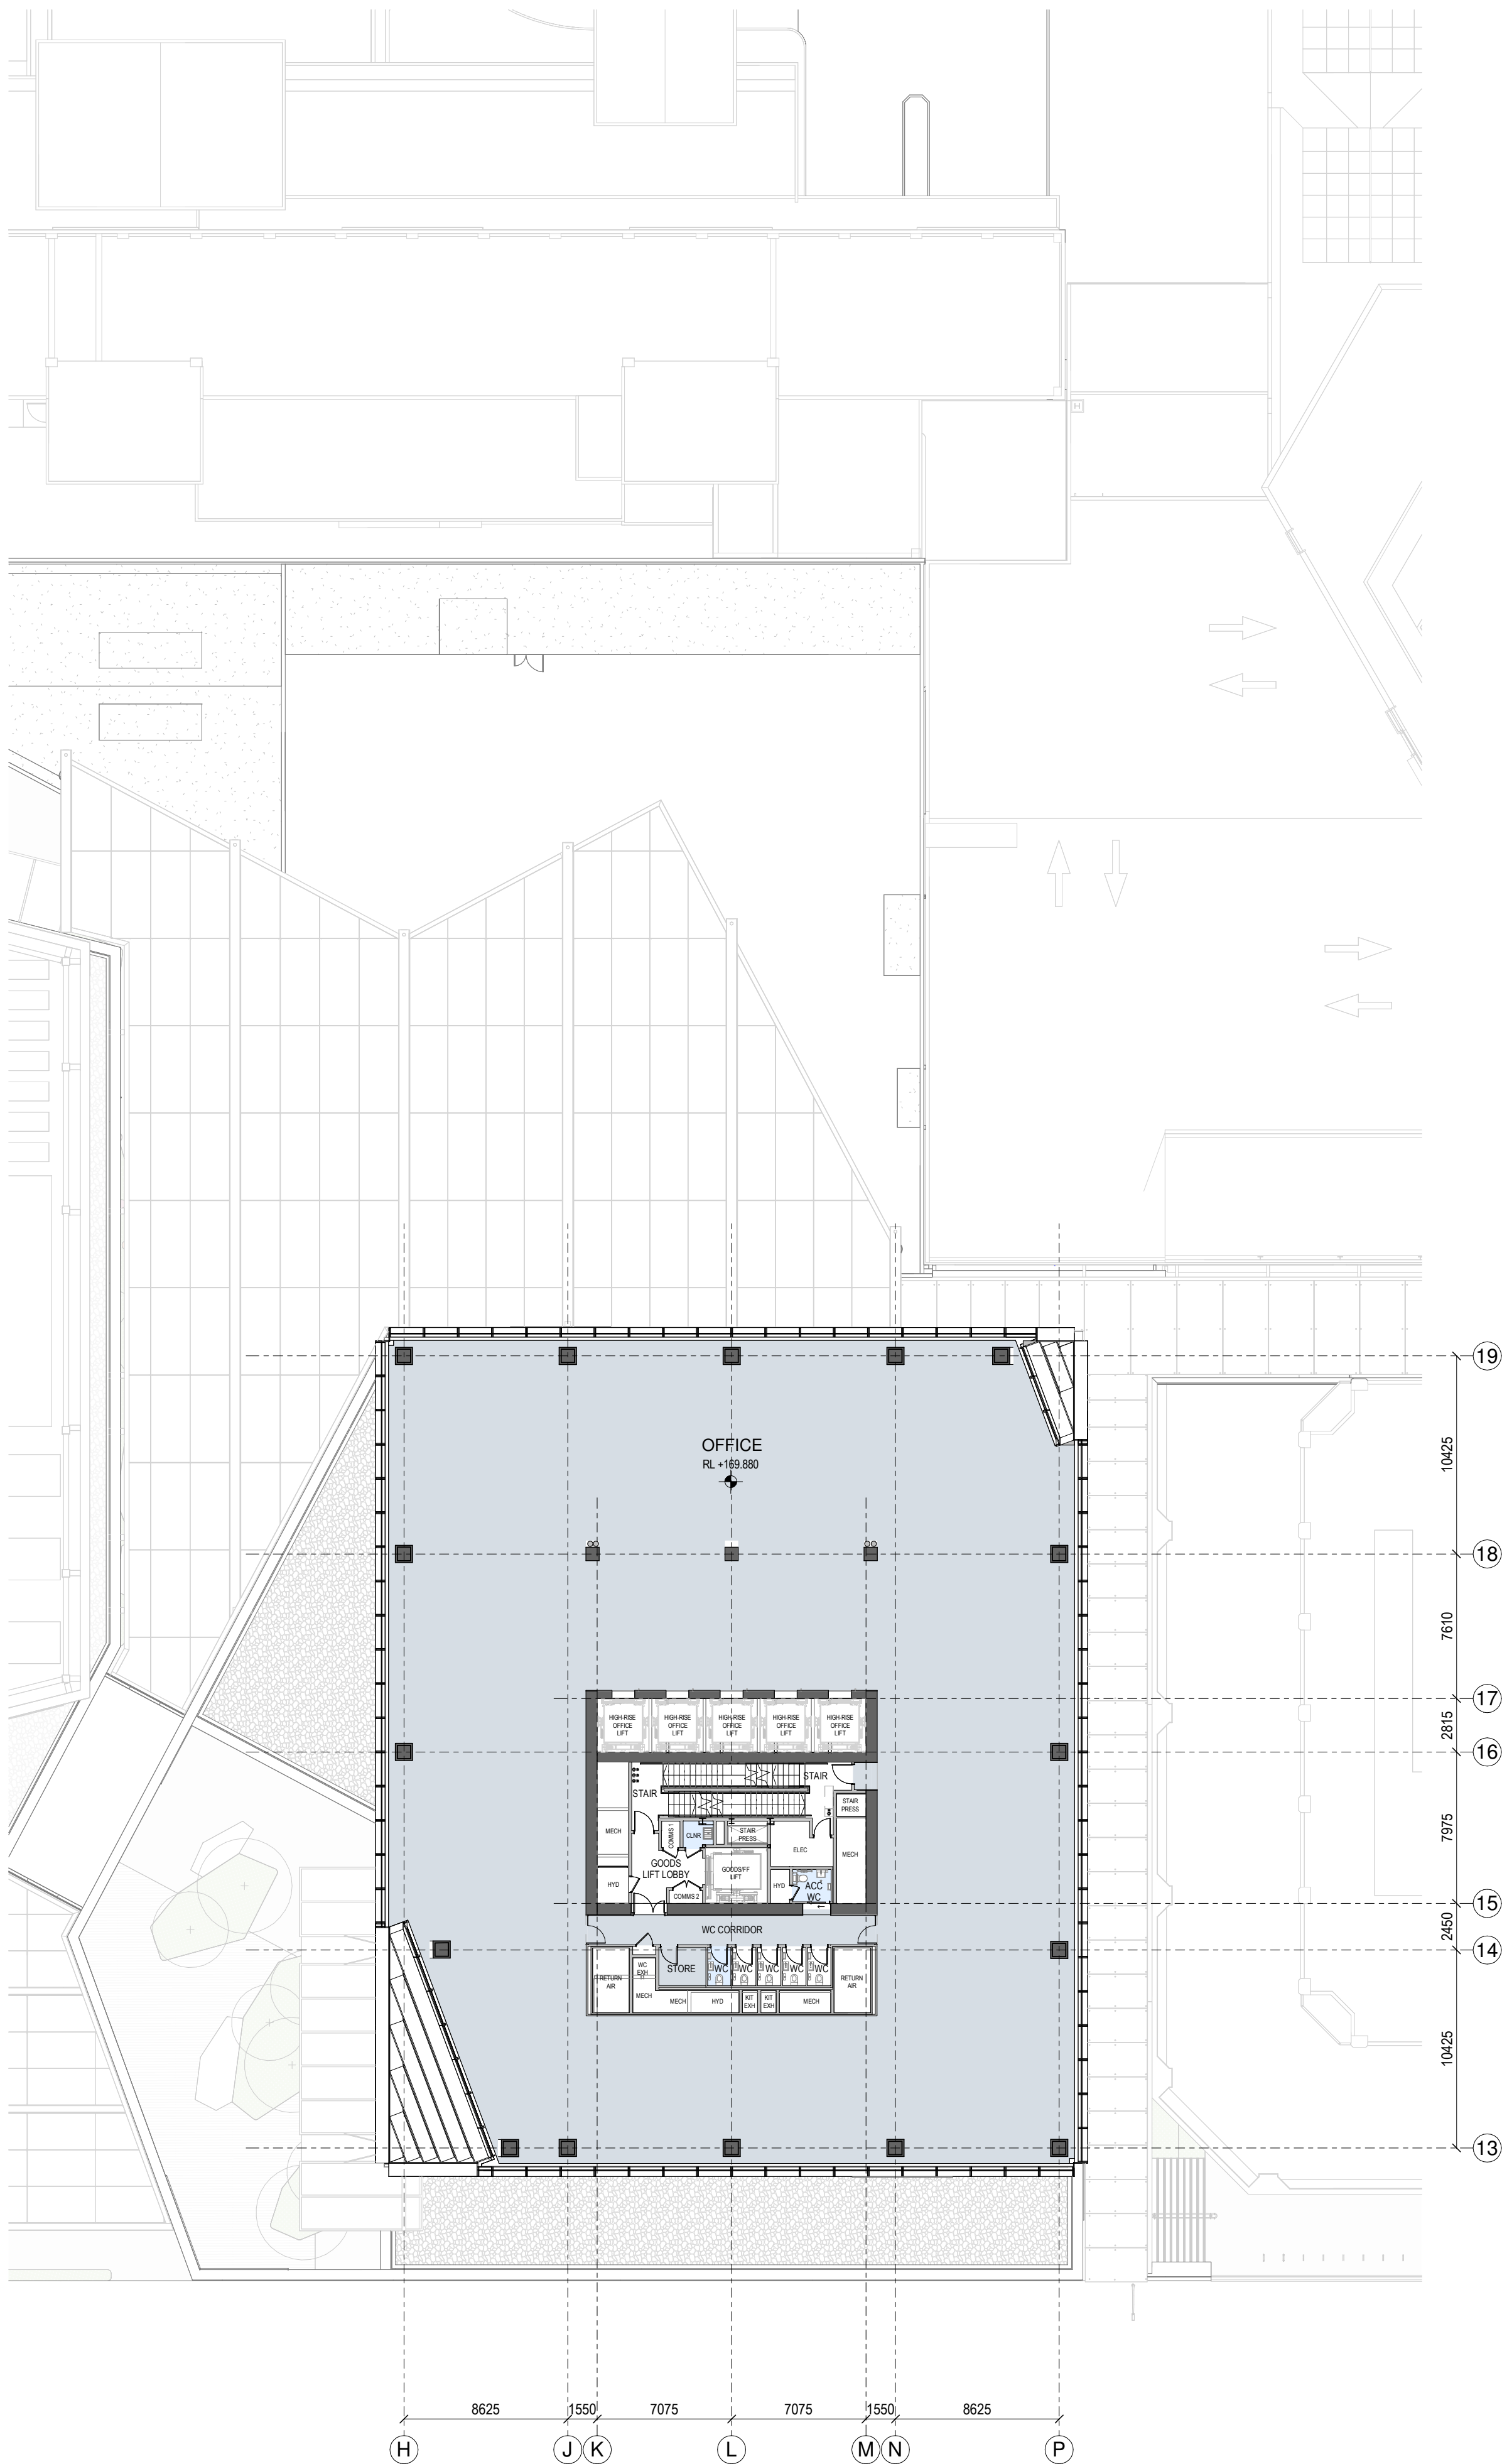 H
19
10425
OFFICE
RL +169.880
18
7610
17
HIGH-RISE
OFFICE
LIFT
HIGH-RISE
OFFICE
LIFT
HIGH-RISE
OFFICE
LIFT
HIGH-RISE
OFFICE
LIFT
HIGH-RISE
OFFICE
LIFT
2815
16
STAIR
STAIR
STAIR
PRESS
MECH
COMMS 1
CLNR
STAIR
PRESS
ELEC
MECH
7975
GOODS
LIFT LOBBY
GOODS/FF
LIFT
HYD
COMMS 2
HYD
ACC
WC
15
WC CORRIDOR
2450
14
RETURN
AIR
WC
EXH
STORE
WC
WC
WC
WC
WC
RETURN
AIR
MECH
MECH
HYD
KIT
EXH
KIT
EXH
MECH
10425
13
8625
1550
7075
7075
1550
8625
H
J
K
L
M
N
P